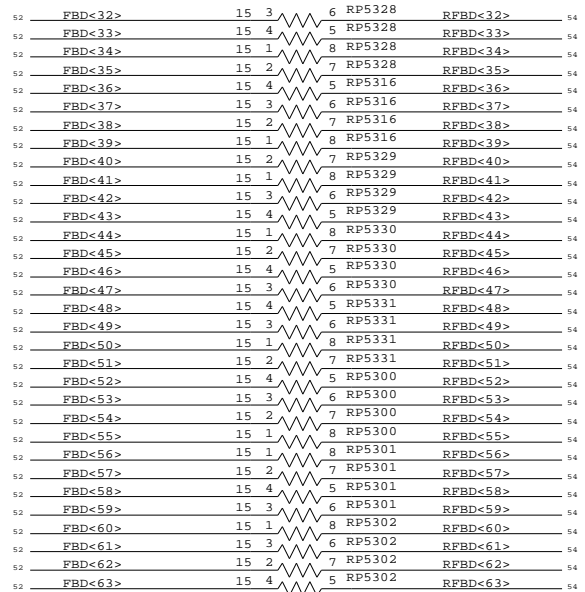 52 FBD<32> 15 3 6 RP5328 RFBD<32> 54
52 FBD<33> 15 4 5 RP5328 RFBD<33> 54
52 FBD<34> 15 1 8 RP5328 RFBD<34> 54
52 FBD<35> 15 2 7 RP5328 RFBD<35> 54
52 FBD<36> 15 4 5 RP5316 RFBD<36> 54
52 FBD<37> 15 3 6 RP5316 RFBD<37> 54
52 FBD<38> 15 2 7 RP5316 RFBD<38> 54
52 FBD<39> 15 1 8 RP5316 RFBD<39> 54
52 FBD<40> 15 2 7 RP5329 RFBD<40> 54
52 FBD<41> 15 1 8 RP5329 RFBD<41> 54
52 FBD<42> 15 3 6 RP5329 RFBD<42> 54
52 FBD<43> 15 4 5 RP5329 RFBD<43> 54
52 FBD<44> 15 1 8 RP5330 RFBD<44> 54
52 FBD<45> 15 2 7 RP5330 RFBD<45> 54
52 FBD<46> 15 4 5 RP5330 RFBD<46> 54
52 FBD<47> 15 3 6 RP5330 RFBD<47> 54
52 FBD<48> 15 4 5 RP5331 RFBD<48> 54
52 FBD<49> 15 3 6 RP5331 RFBD<49> 54
52 FBD<50> 15 1 8 RP5331 RFBD<50> 54
52 FBD<51> 15 2 7 RP5331 RFBD<51> 54
52 FBD<52> 15 4 5 RP5300 RFBD<52> 54
52 FBD<53> 15 3 6 RP5300 RFBD<53> 54
52 FBD<54> 15 2 7 RP5300 RFBD<54> 54
52 FBD<55> 15 1 8 RP5300 RFBD<55> 54
52 FBD<56> 15 1 8 RP5301 RFBD<56> 54
52 FBD<57> 15 2 7 RP5301 RFBD<57> 54
52 FBD<58> 15 4 5 RP5301 RFBD<58> 54
52 FBD<59> 15 3 6 RP5301 RFBD<59> 54
52 FBD<60> 15 1 8 RP5302 RFBD<60> 54
52 FBD<61> 15 3 6 RP5302 RFBD<61> 54
52 FBD<62> 15 2 7 RP5302 RFBD<62> 54
52 FBD<63> 15 4 5 RP5302 RFBD<63> 54